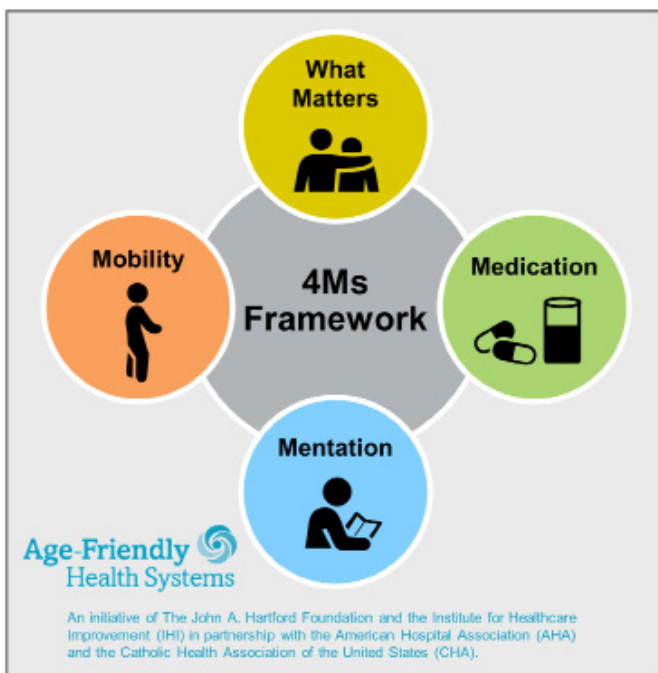 What
Matters
Mobility
4Ms
Framework
Medication
Mentation
Age-Friendly
Health Systems
An initiative of The John A. Hartford Foundation and the Institute for Healthcare
Improvement (IHI) in partnership with the American Hospital Association (AHA)
and the Catholic Health Association of the United States (CHA).